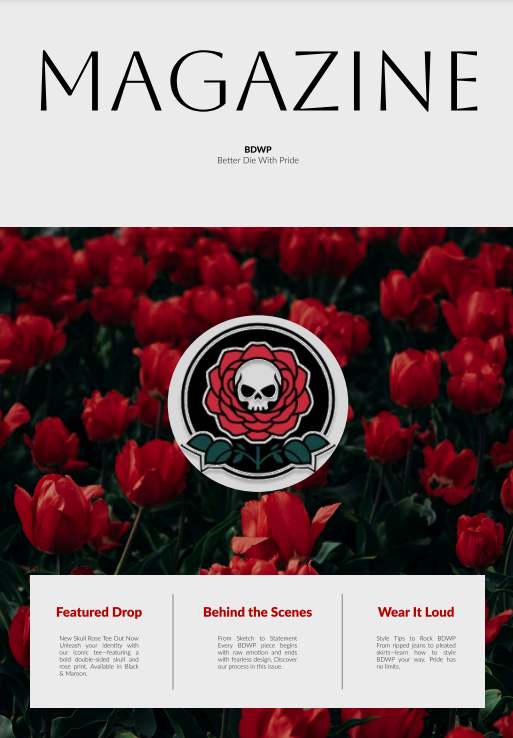 MAGAZINE
BDWP
Better Die With Pride
Featured Drop
New Skull Rose Tee Out Now
Unleash your identity with
our iconic tee—featuring a
bold double-sided skull and
rose print. Available in Black
& Maroon.
Behind the Scenes
From Sketch to Statement
Every BDWP piece begins
with raw emotion and ends
with fearless design. Discover
our process in this issue.
Wear It Loud
Style Tips to Rock BDWP
From ripped jeans to pleated
skirts—learn how to style
BDWP your way. Pride has
no limits.